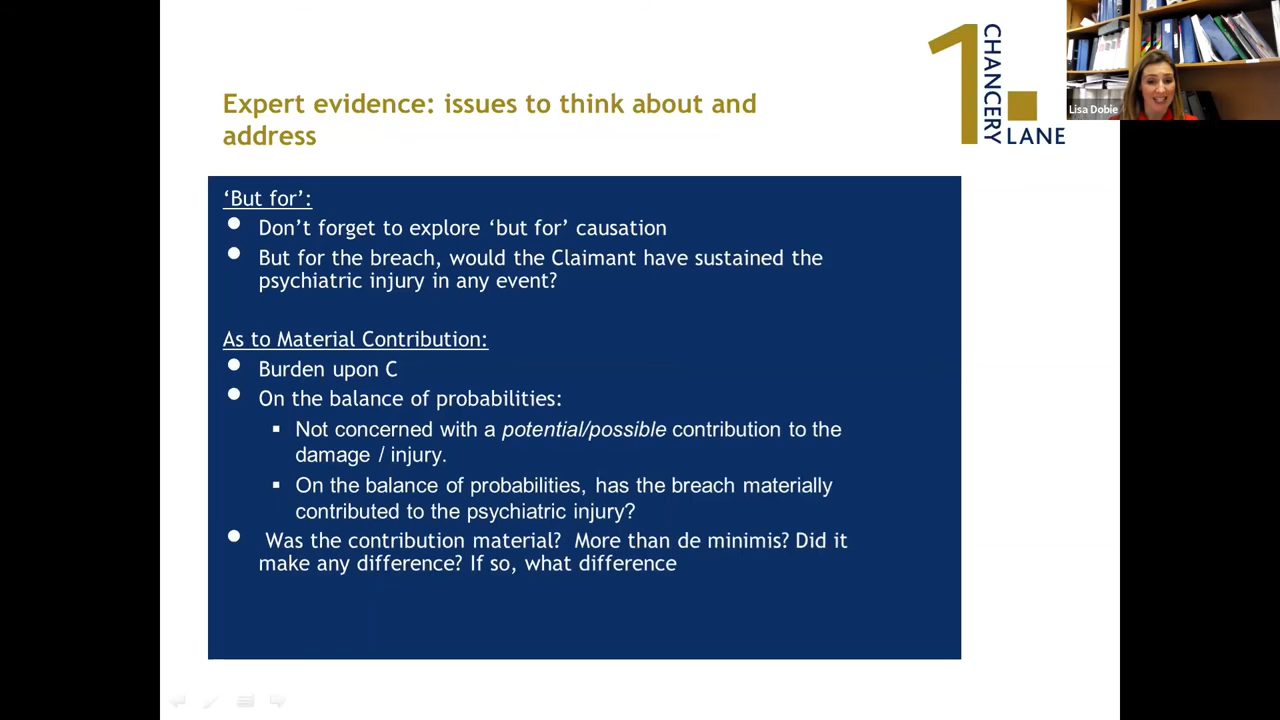 Expert evidence: issues to think about and
address
1
CHANCERY
LANE
Lisa Dobie
‘But for’:
● Don’t forget to explore ‘but for’ causation
● But for the breach, would the Claimant have sustained the
psychiatric injury in any event?
As to Material Contribution:
● Burden upon C
● On the balance of probabilities:
▪ Not concerned with a potential/possible contribution to the
damage / injury.
▪ On the balance of probabilities, has the breach materially
contributed to the psychiatric injury?
● Was the contribution material? More than de minimis? Did it
make any difference? If so, what difference